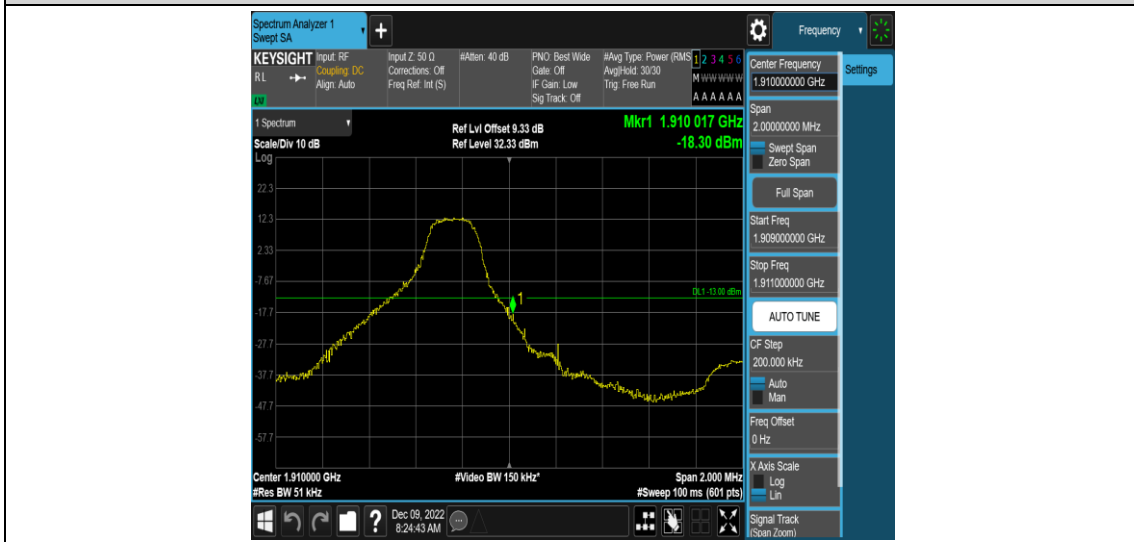 Spectrum Analyzer 1
Swept SA
+
Frequency
KEYSIGHT
RL
LXI
Input: RF
Coupling: DC
Align: Auto
Input Z: 50 Ω
Corrections: Off
Freq Ref: Int (S)
#Atten: 40 dB
PNO: Best Wide
Gate: Off
IF Gain: Low
Sig Track: Off
#Avg Type: Power (RMS
Avg|Hold: 30/30
Trig: Free Run
1 2 3 4 5 6
M W W W W W
A A A A A A
1 Spectrum
Scale/Div 10 dB
Log
Ref Lvl Offset 9.33 dB
Ref Level 32.33 dBm
Mkr1 1.910 017 GHz
-18.30 dBm
22.3
12.3
2.33
-7.67
-17.7
-27.7
-37.7
-47.7
-57.7
DL1 -13.00 dBm
1
Center 1.910000 GHz
#Res BW 51 kHz
#Video BW 150 kHz*
Span 2.000 MHz
#Sweep 100 ms (601 pts)
Center Frequency
1.910000000 GHz
Settings
Span
2.00000000 MHz
Swept Span
Zero Span
Full Span
Start Freq
1.909000000 GHz
Stop Freq
1.911000000 GHz
AUTO TUNE
CF Step
200.000 kHz
Auto
Man
Freq Offset
0 Hz
X Axis Scale
Log
Lin
Signal Track
(Span Zoom)
?
Dec 09, 2022
8:24:43 AM